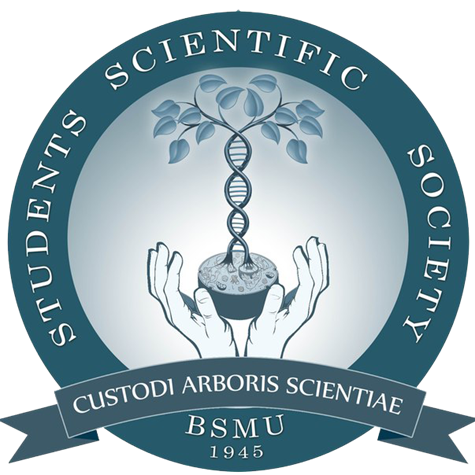 STUDENTS SCIENTIFIC SOCIETY
CUSTODI ARBORIS SCIENTIAE
BSMU
1945